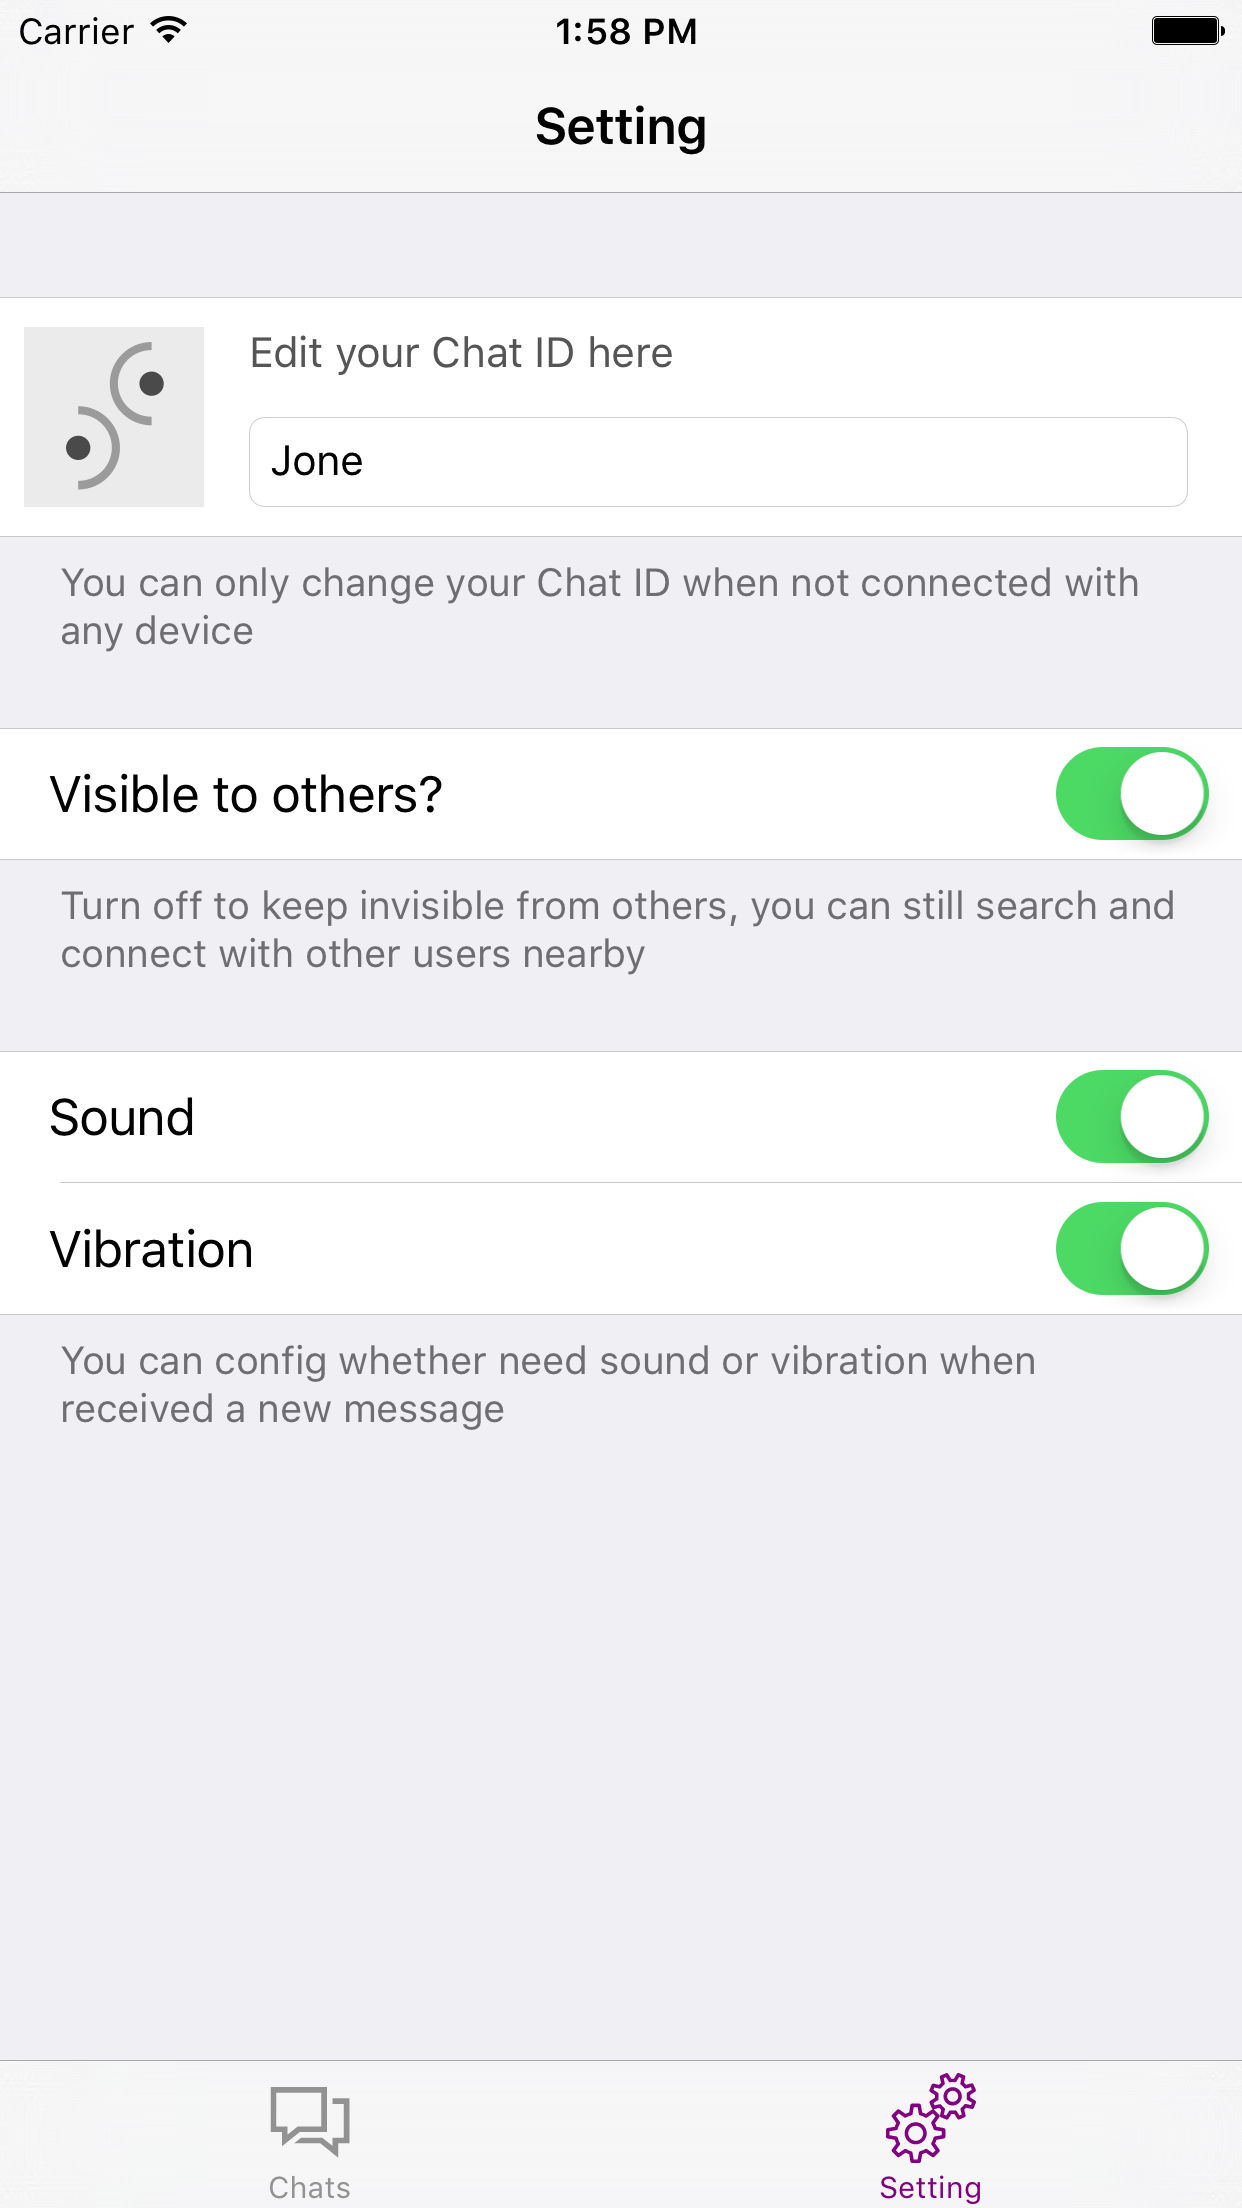 Carrier 1:58 PM
Setting
Edit your Chat ID here
Jone
You can only change your Chat ID when not connected with
any device
Visible to others?
Turn off to keep invisible from others, you can still search and
connect with other users nearby
Sound
Vibration
You can config whether need sound or vibration when
received a new message
Chats Setting